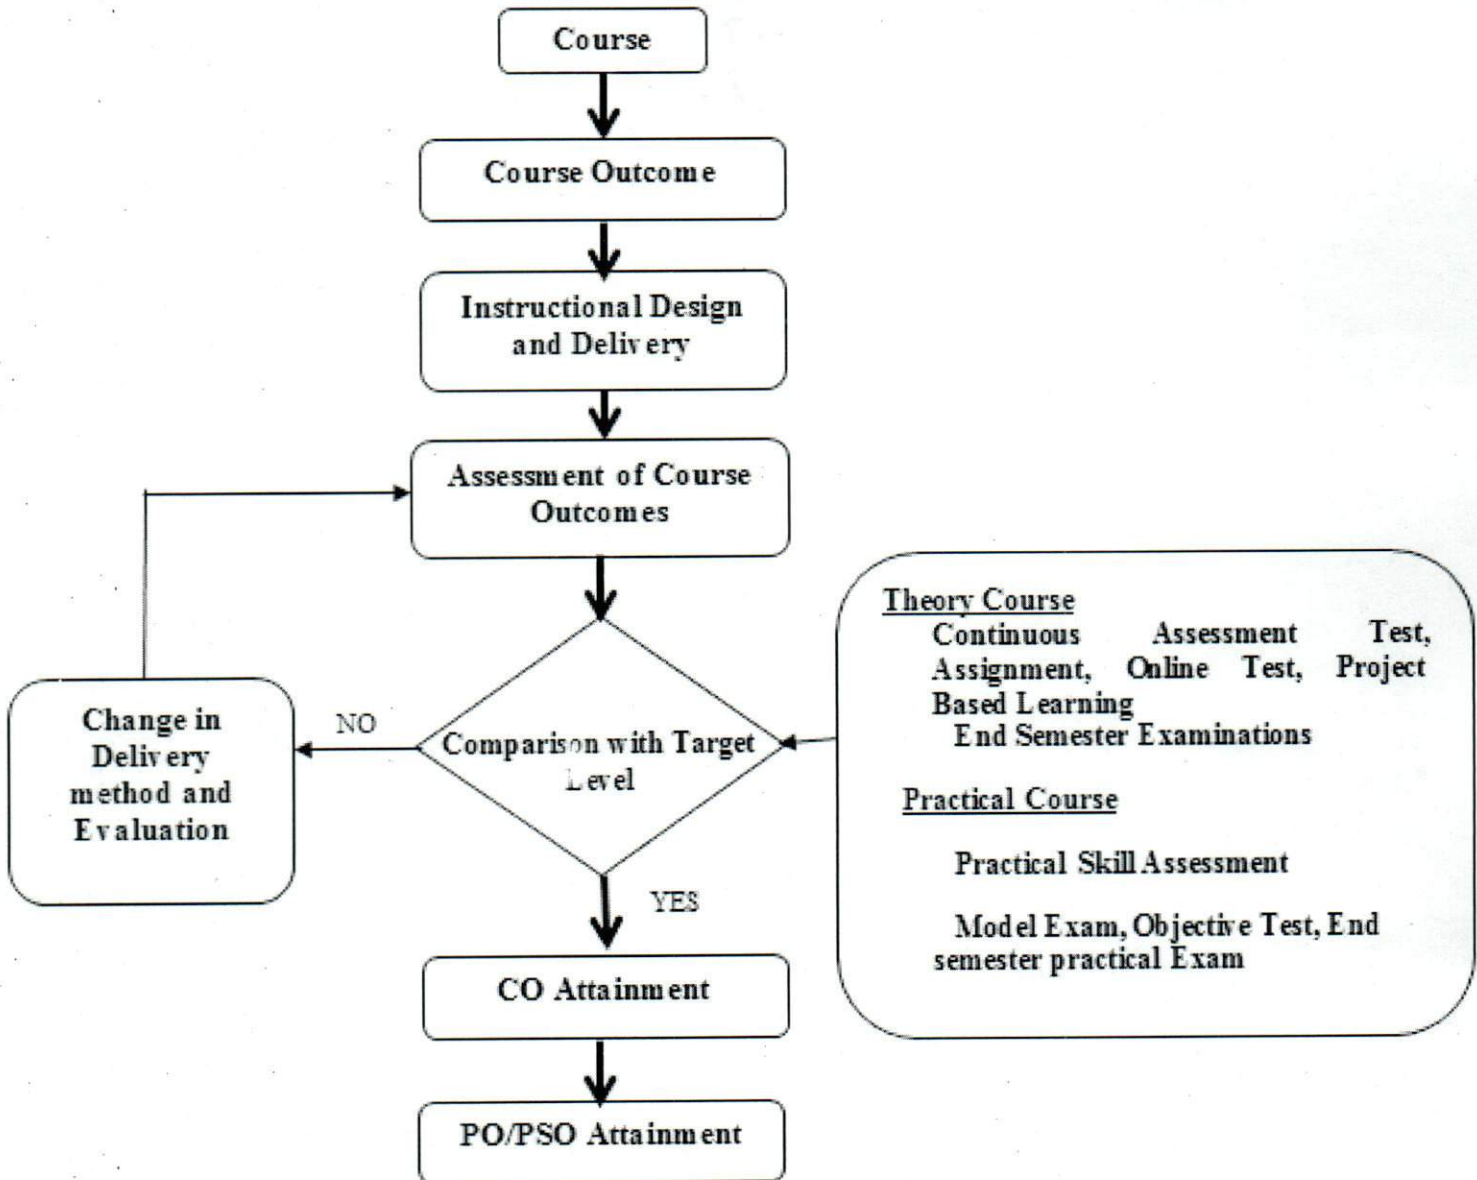 Course
Course Outcome
Instructional Design
and Delivery
Assessment of Course
Outcomes
Comparison with Target
Level
NO
Change in
Delivery
method and
Evaluation
Theory Course
Continuous Assessment Test,
Assignment, Online Test, Project
Based Learning
End Semester Examinations
Practical Course
Practical Skill Assessment
Model Exam, Objective Test, End
semester practical Exam
YES
CO Attainment
PO/PSO Attainment